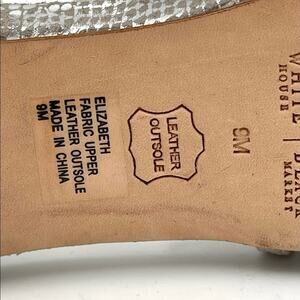 ELIZABETH
FABRIC UPPER
LEATHER OUTSOLE
MADE IN CHINA
9M
LEATHER
OUTSOLE
9M
WHITE | BLACK
HOUSE
MARKET